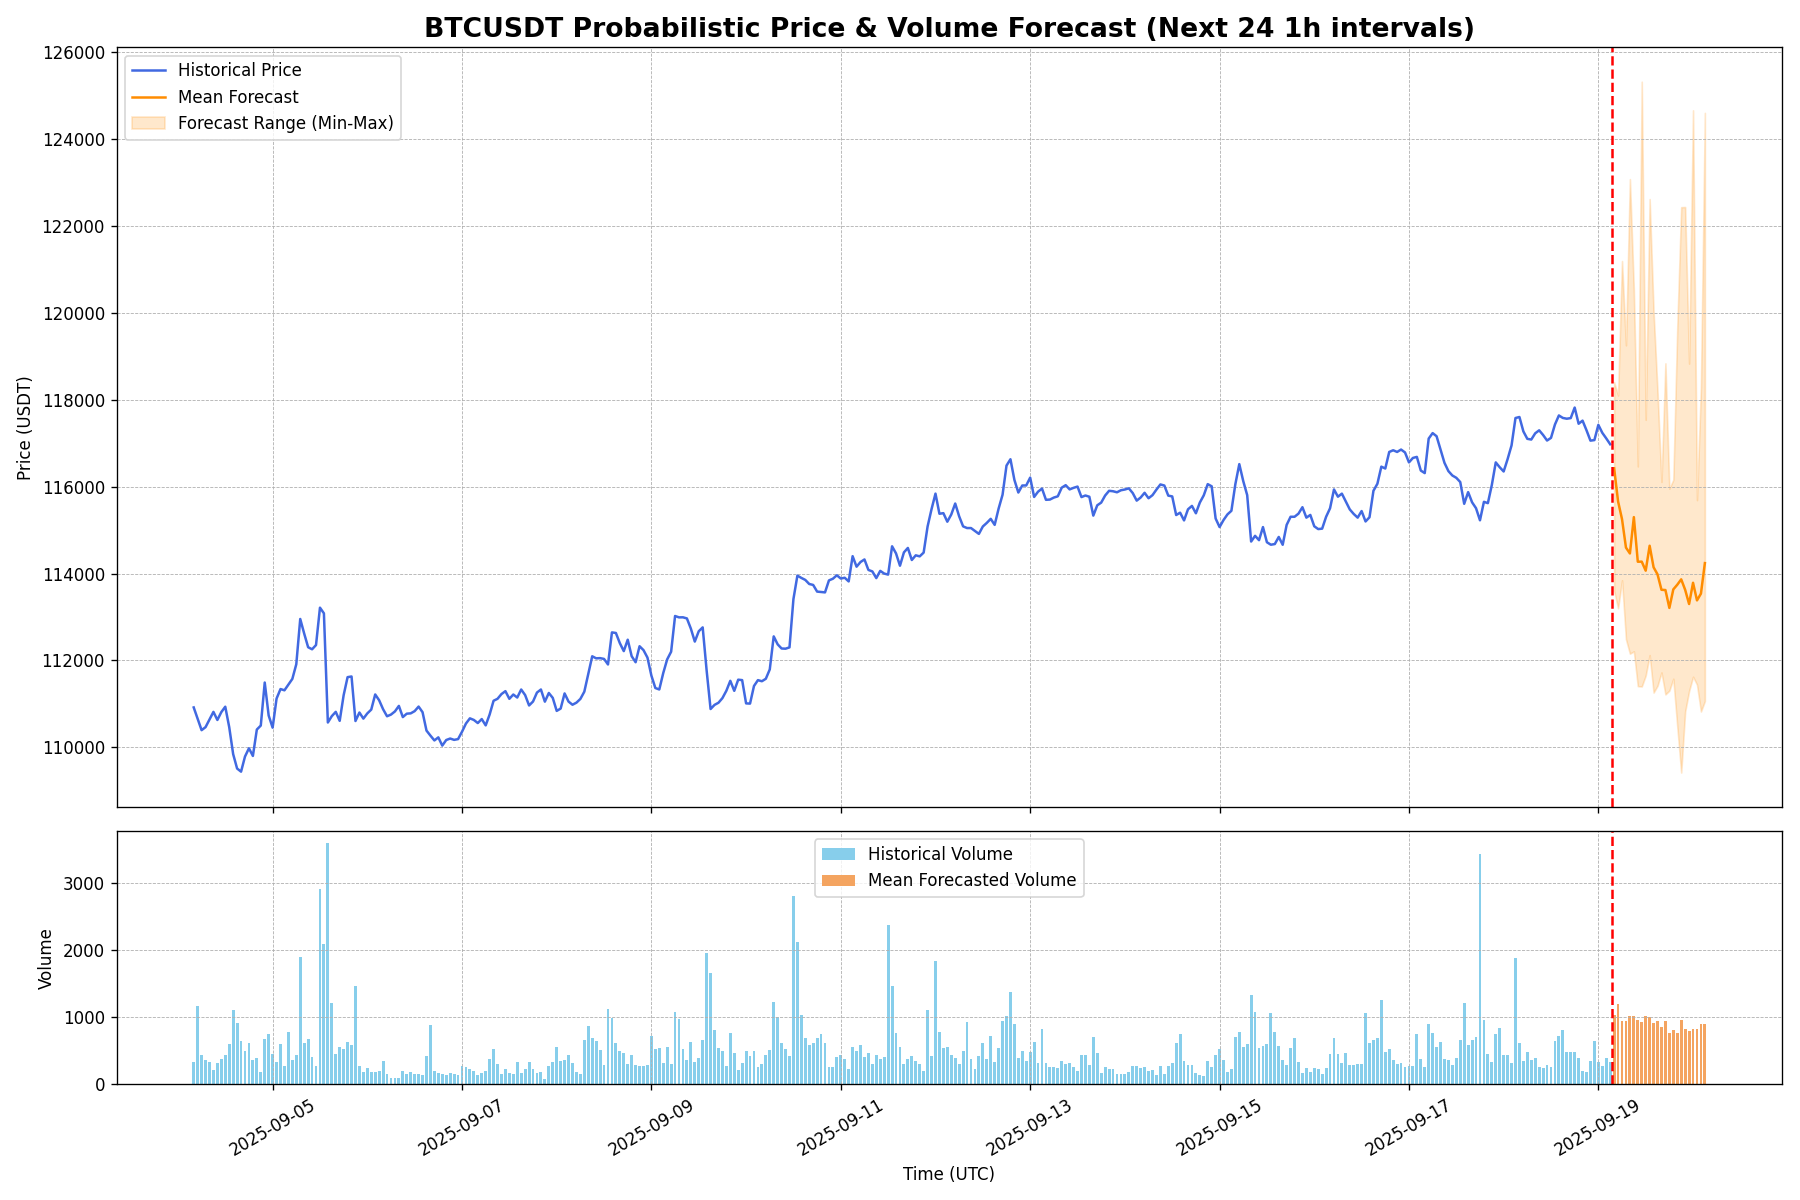 BTCUSDT Probabilistic Price & Volume Forecast (Next 24 1h intervals)
126000
124000
122000
120000
118000
116000
114000
112000
110000
Price (USDT)
Historical Price
Mean Forecast
Forecast Range (Min-Max)
3000
2000
1000
0
Volume
Historical Volume
Mean Forecasted Volume
2025-09-05
2025-09-07
2025-09-09
2025-09-11
2025-09-13
2025-09-15
2025-09-17
2025-09-19
Time (UTC)